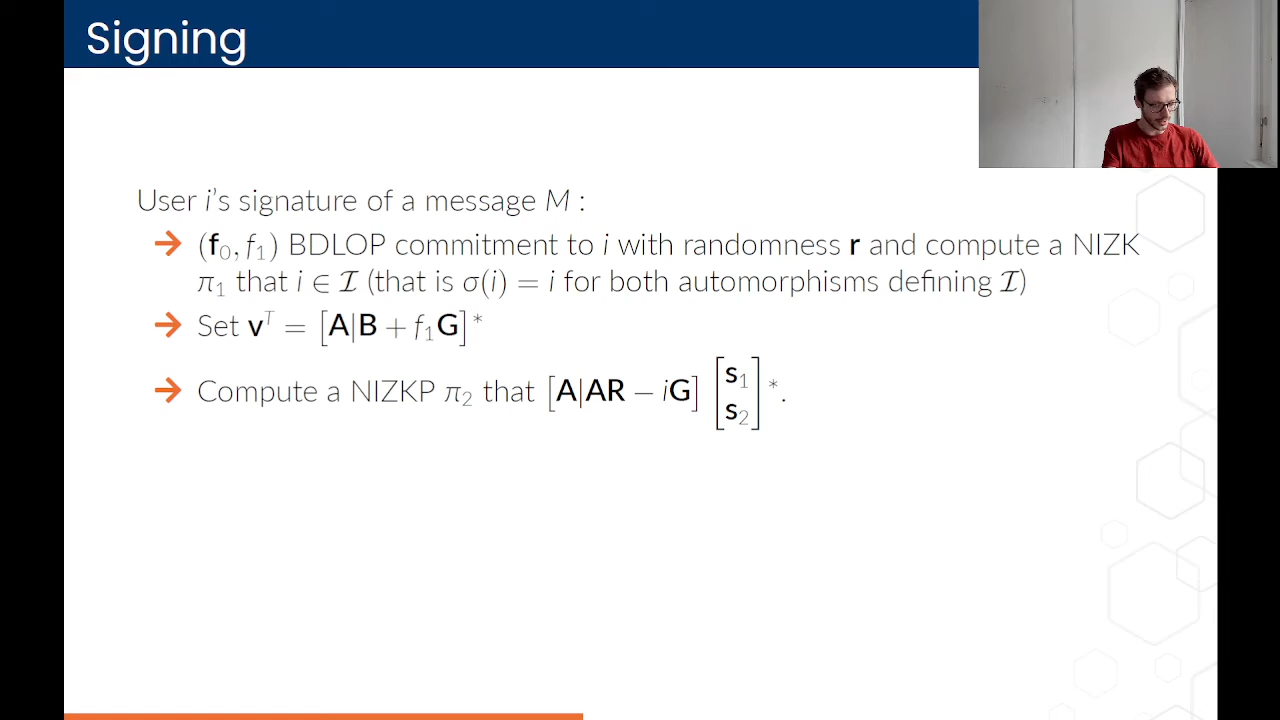 Signing
User i's signature of a message M :
→ (f₀, f₁) BDLOP commitment to i with randomness r and compute a NIZK
π₁ that i ∈ 𝓘 (that is σ(i) = i for both automorphisms defining 𝓘)
→ Set vᵀ = [A|B + f₁G]*
→ Compute a NIZKP π₂ that [A|AR − iG] [s₁ s₂]*.